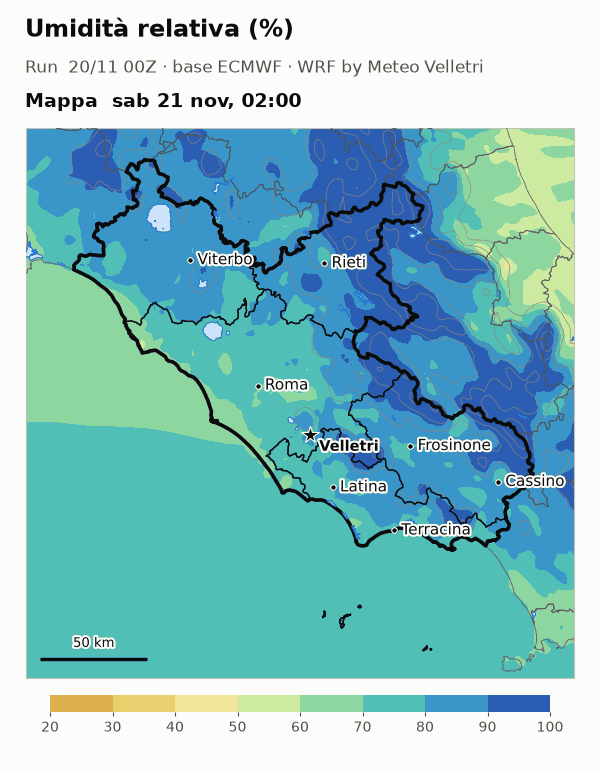 Umidità relativa (%)
Run  20/11 00Z · base ECMWF · WRF by Meteo Velletri
Mappa  sab 21 nov, 02:00
Viterbo
Rieti
Roma
Velletri
Frosinone
Latina
Cassino
Terracina
50 km
20 30 40 50 60 70 80 90 100